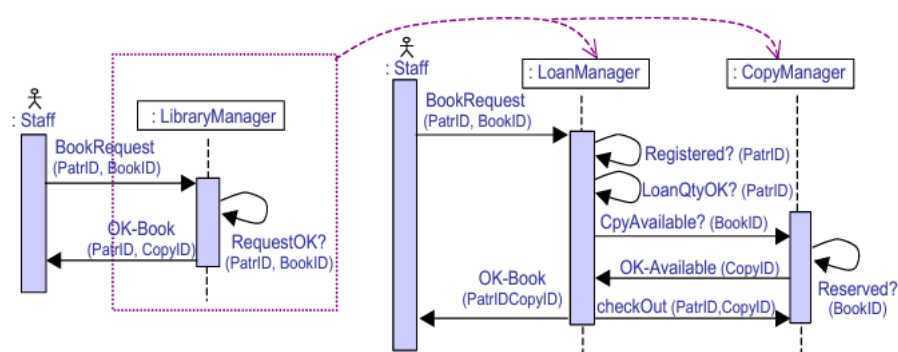 : Staff
: LibraryManager
BookRequest
(PatrID, BookID)
OK-Book
(PatrID, CopyID)
RequestOK?
(PatrID, BookID)
: Staff
: LoanManager
: CopyManager
BookRequest
(PatrID, BookID)
Registered? (PatrID)
LoanQtyOK? (PatrID)
CpyAvailable? (BookID)
OK-Available (CopyID)
Reserved?
(BookID)
OK-Book
(PatrIDCopyID)
checkOut (PatrID,CopyID)